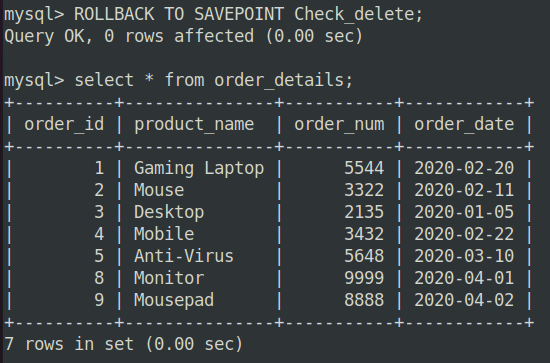 mysql> ROLLBACK TO SAVEPOINT Check_delete;
Query OK, 0 rows affected (0.00 sec)
mysql> select * from order_details;
+----------+---------------+-----------+------------+
| order_id | product_name  | order_num | order_date |
+----------+---------------+-----------+------------+
|        1 | Gaming Laptop |      5544 | 2020-02-20 |
|        2 | Mouse         |      3322 | 2020-02-11 |
|        3 | Desktop       |      2135 | 2020-01-05 |
|        4 | Mobile        |      3432 | 2020-02-22 |
|        5 | Anti-Virus    |      5648 | 2020-03-10 |
|        8 | Monitor       |      9999 | 2020-04-01 |
|        9 | Mousepad      |      8888 | 2020-04-02 |
+----------+---------------+-----------+------------+
7 rows in set (0.00 sec)